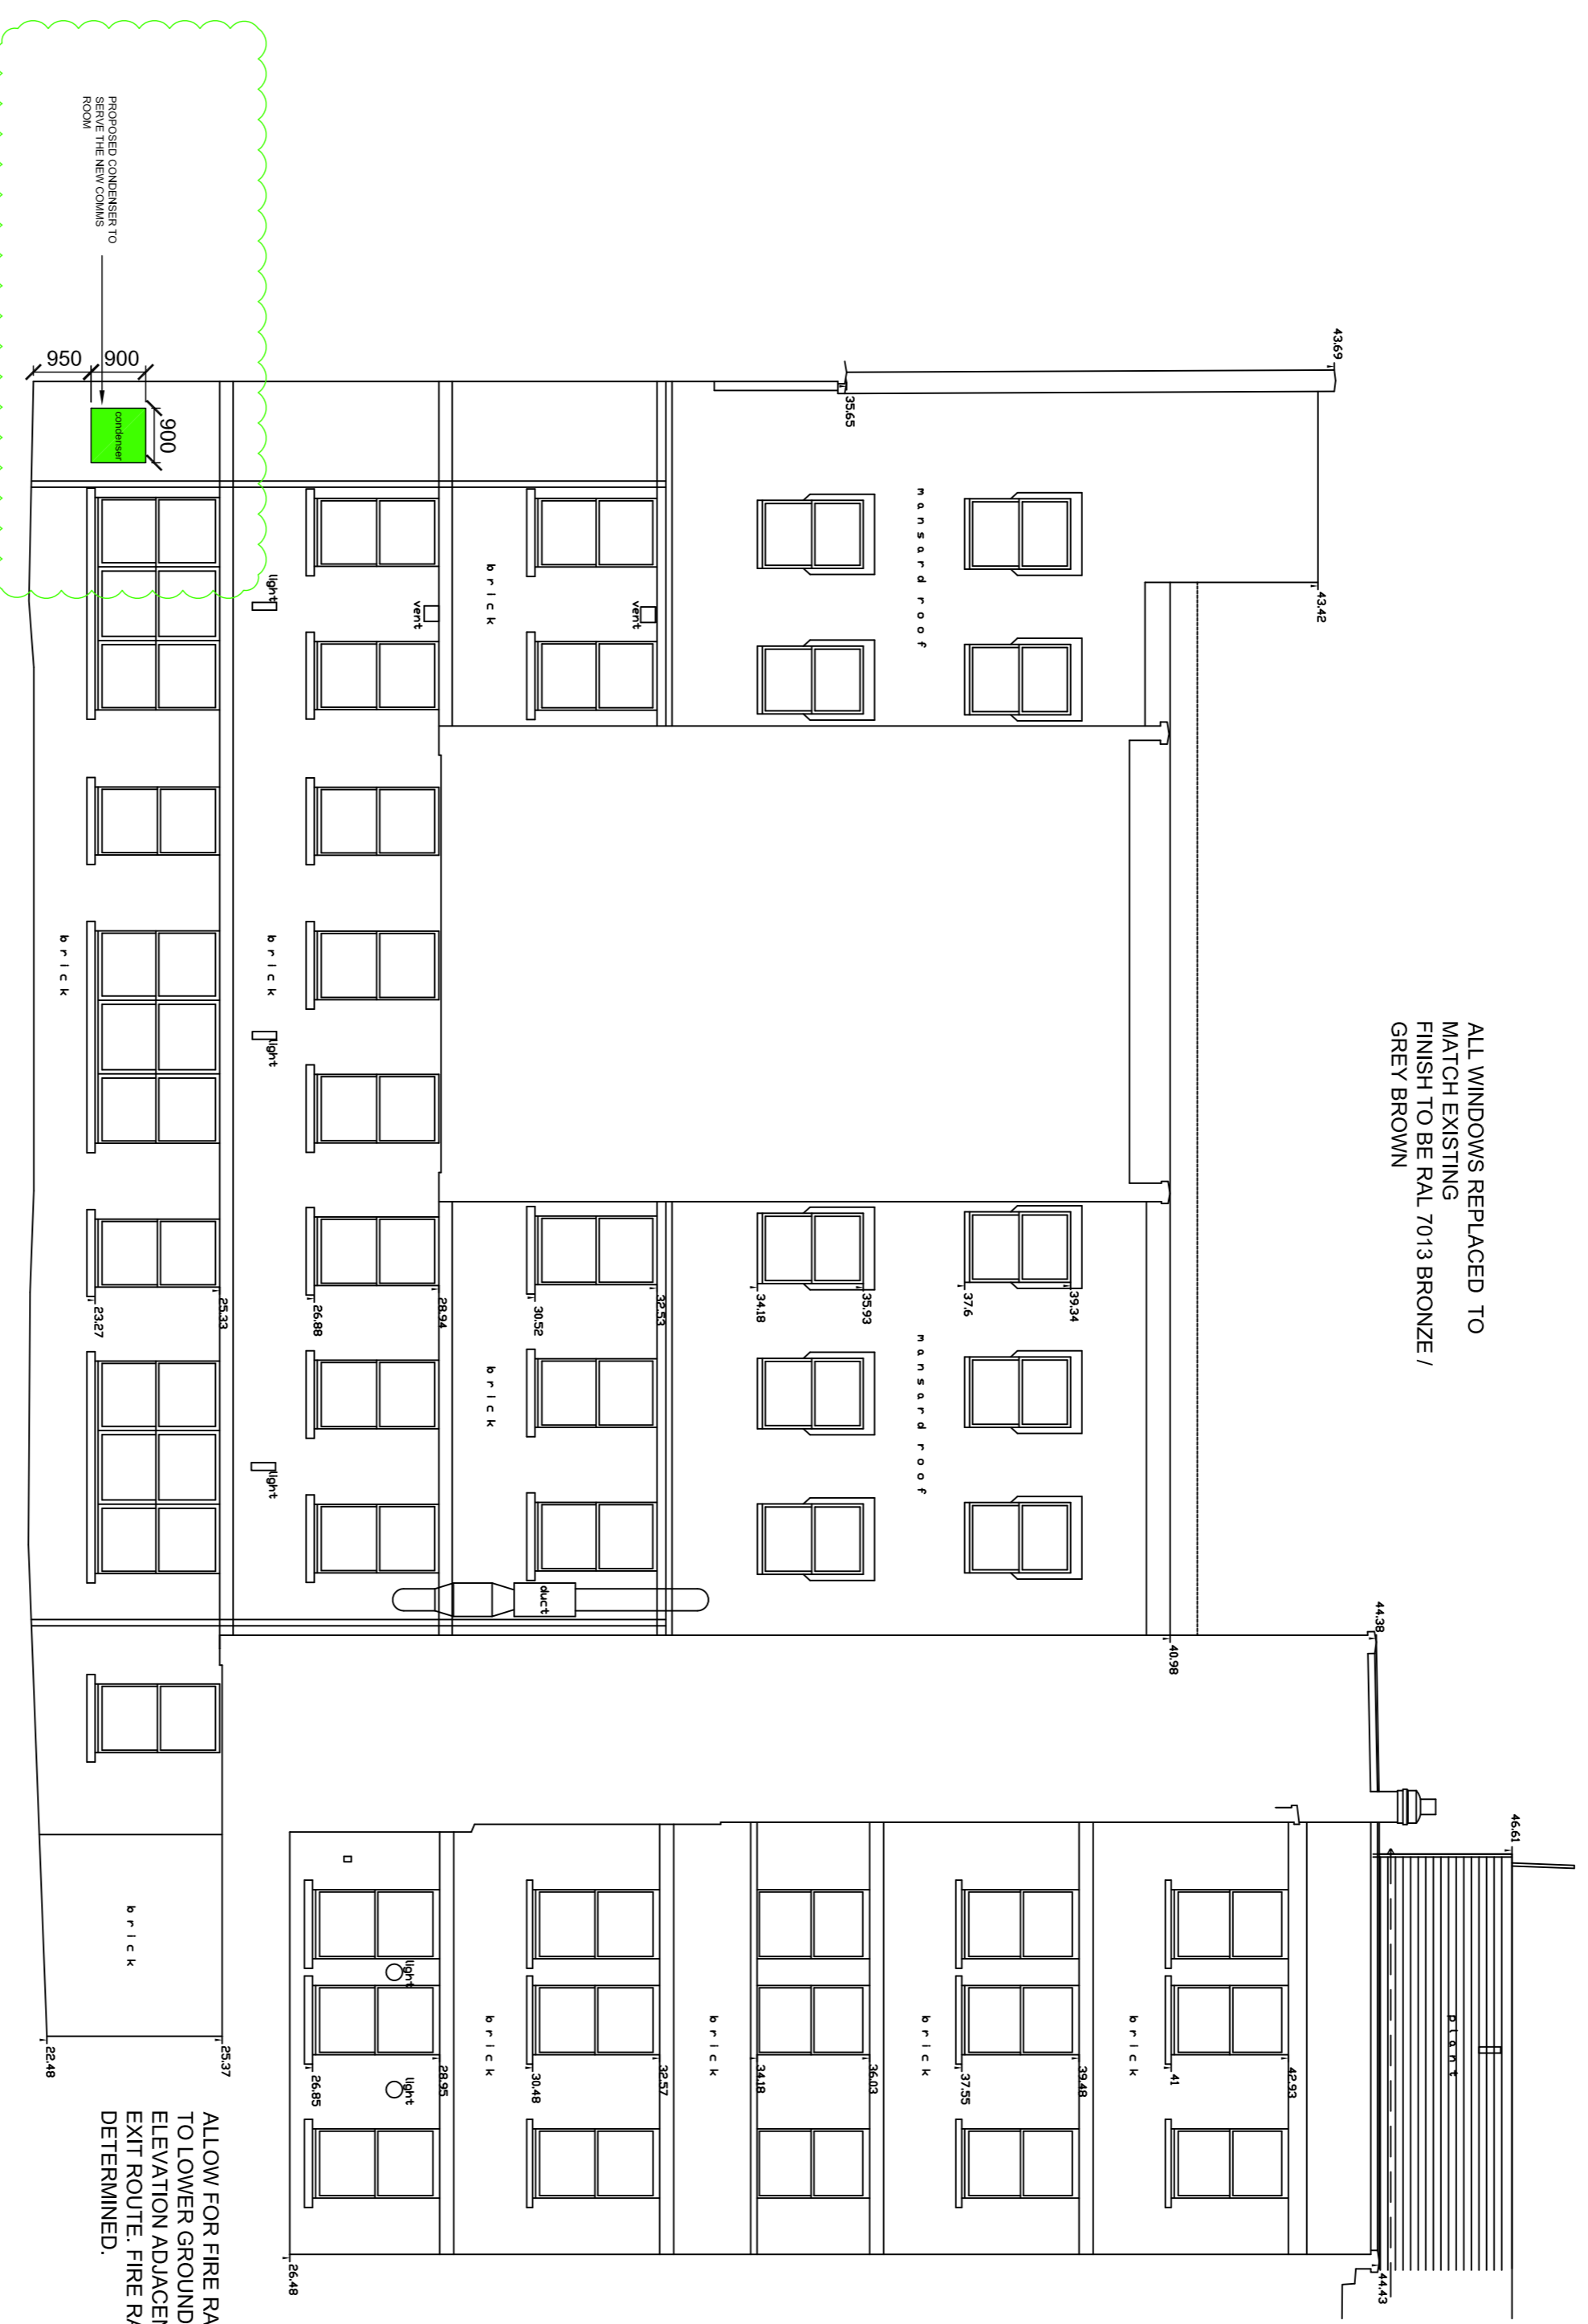 ALL WINDOWS REPLACED TO
MATCH EXISTING
FINISH TO BE RAL 7013 BRONZE /
GREY BROWN
46.61
44.38
43.69
43.42
44.43
40.98
plant
42.93
41
brick
39.34
37.6
39.48
37.55
mansard roof
mansard roof
brick
35.65
35.93
34.18
36.03
34.18
brick
vent
32.53
30.52
32.57
30.48
duct
brick
brick
brick
vent
28.94
26.88
28.95
26.85
light
light
light
light
light
brick
26.48
25.33
23.27
25.37
22.48
brick
brick
PROPOSED CONDENSER TO
SERVE THE NEW COMMS
ROOM
condenser
900
900
950
ALLOW FOR FIRE RA
TO LOWER GROUND
ELEVATION ADJACEN
EXIT ROUTE. FIRE RA
DETERMINED.